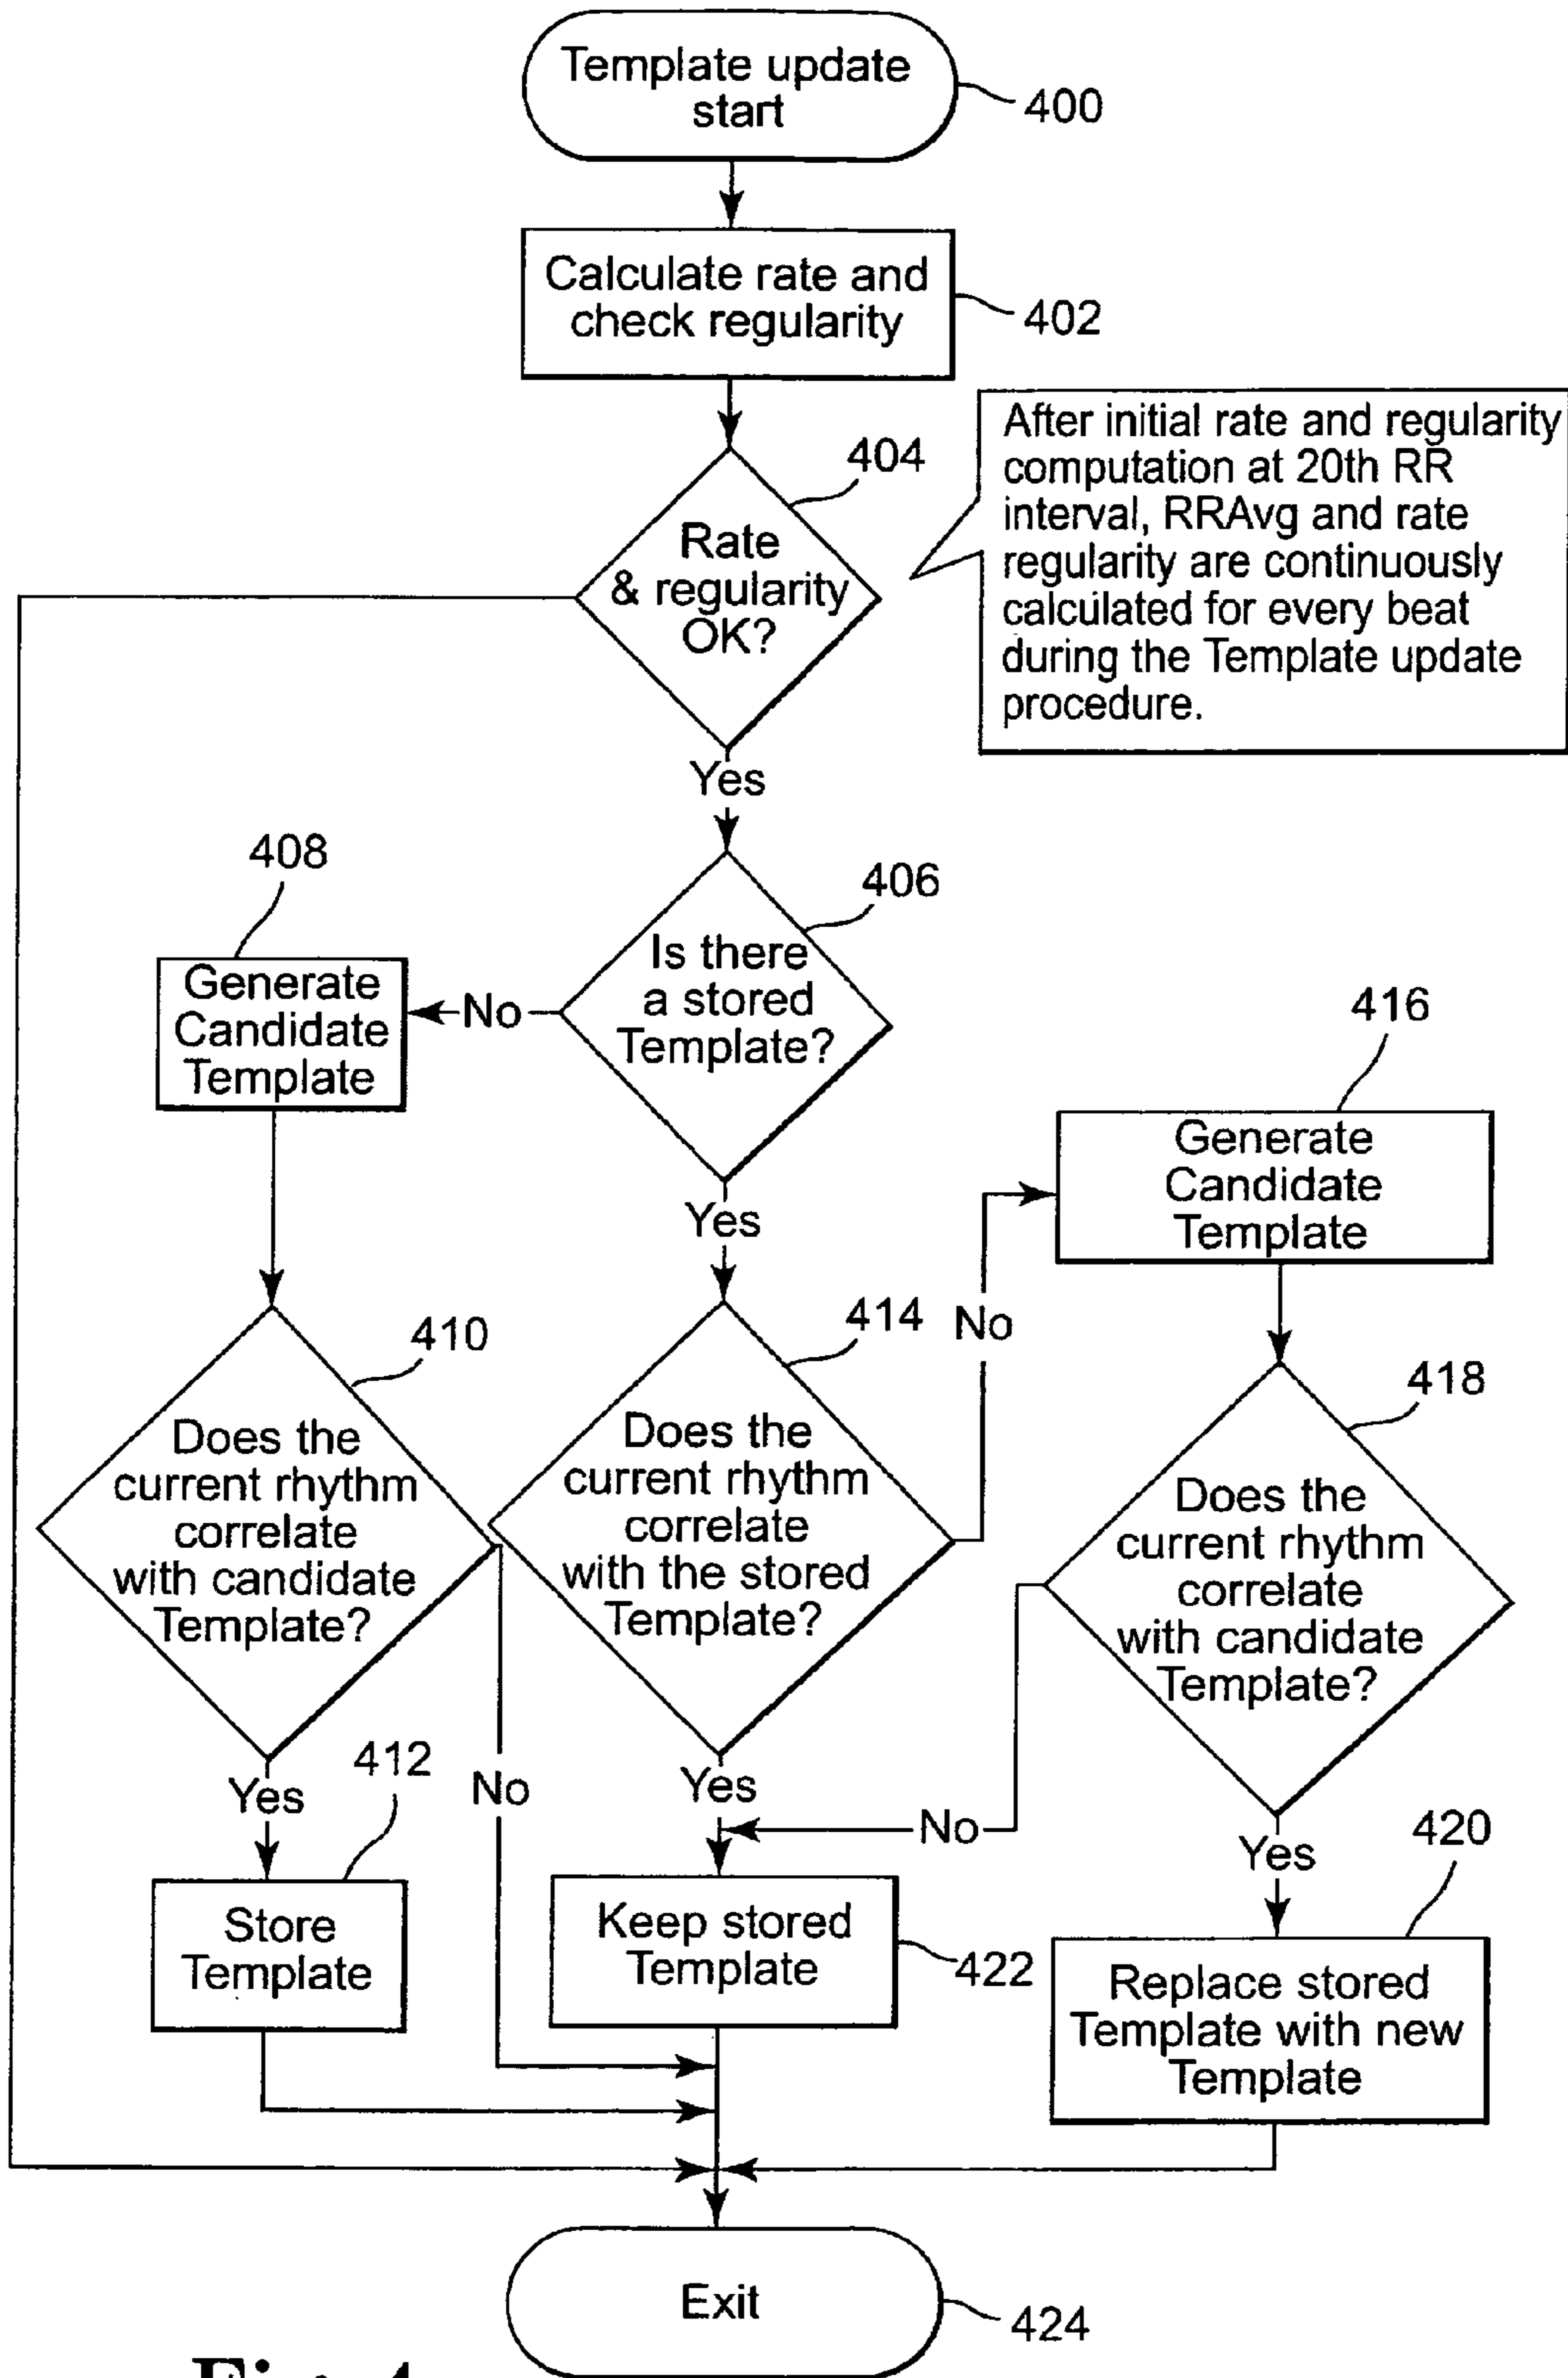 Template update
start
400
Calculate rate and
check regularity
402
404
Rate
& regularity
OK?
After initial rate and regularity
computation at 20th RR
interval, RRAvg and rate
regularity are continuously
calculated for every beat
during the Template update
procedure.
Yes
406
Is there
a stored
Template?
No
408
Generate
Candidate
Template
Yes
416
Generate
Candidate
Template
410
Does the
current rhythm
correlate
with candidate
Template?
414
Does the
current rhythm
correlate
with the stored
Template?
No
418
Does the
current rhythm
correlate
with candidate
Template?
Yes
412
No
Yes
No
Yes
420
Store
Template
Keep stored
Template
422
Replace stored
Template with new
Template
Exit
424